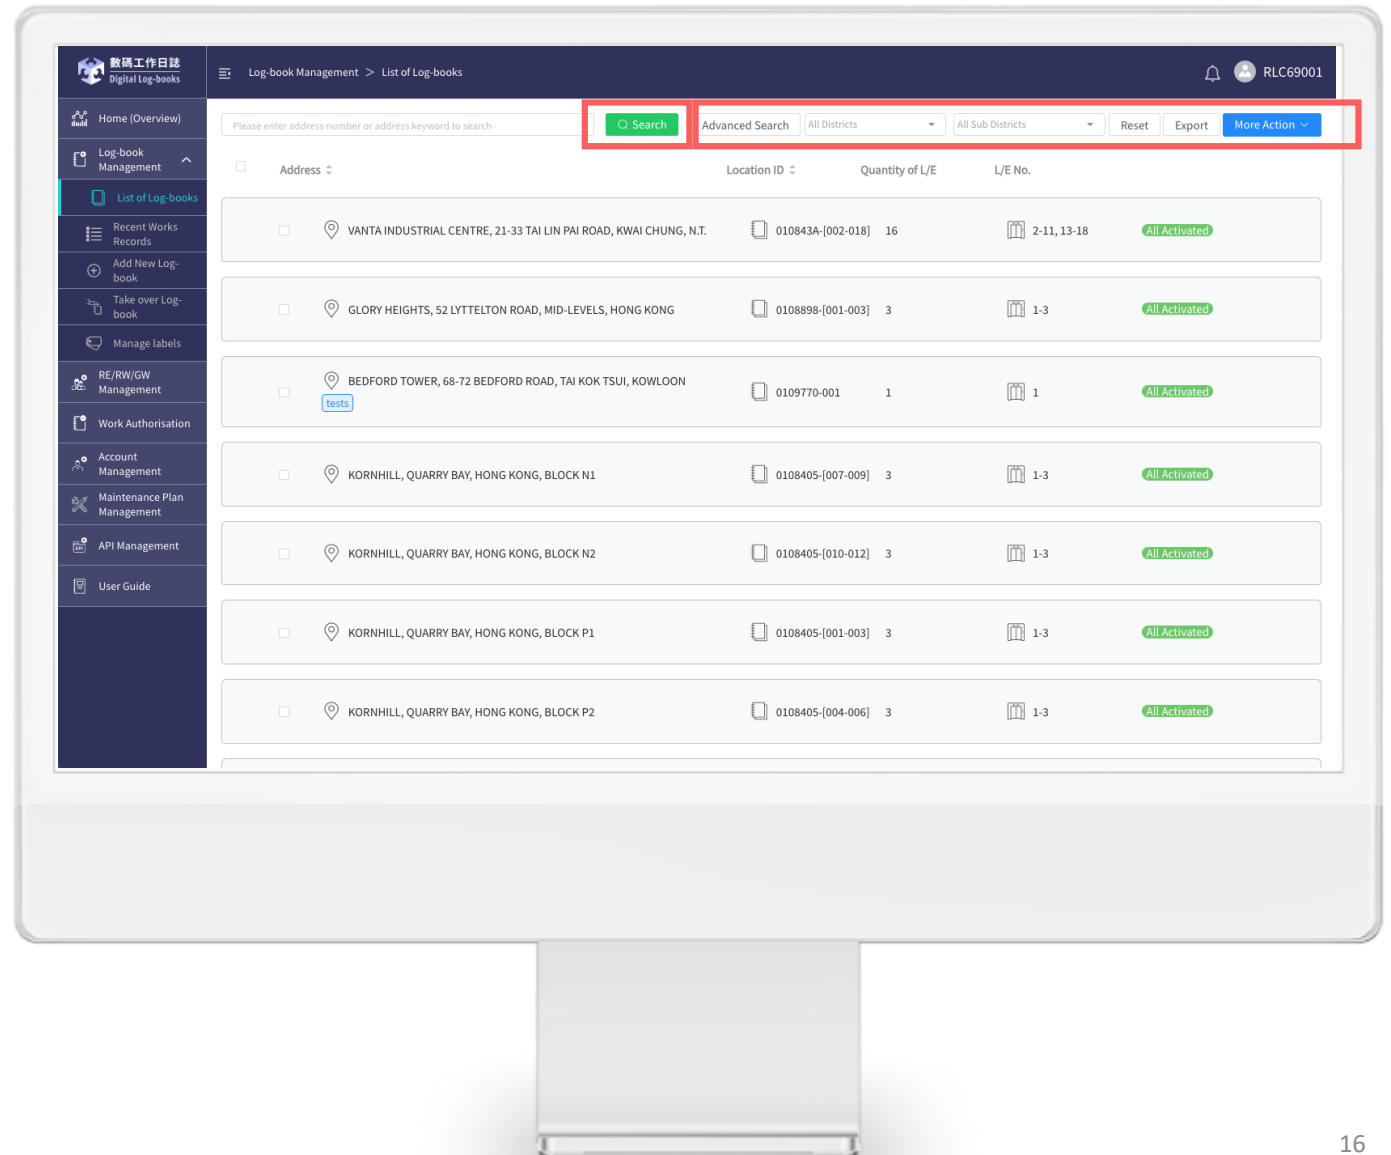 數碼工作日誌
Digital Log-books
Log-book Management > List of Log-books
RLC69001
Home (Overview)
Log-book
Management
List of Log-books
Recent Works
Records
Add New Log-
book
Take over Log-
book
Manage labels
RE/RW/GW
Management
Work Authorisation
Account
Management
Maintenance Plan
Management
API Management
User Guide
Please enter address number or address keyword to search
Search
Advanced Search
All Districts
All Sub Districts
Reset
Export
More Action
Address
Location ID
Quantity of L/E
L/E No.
VANTA INDUSTRIAL CENTRE, 21-33 TAI LIN PAI ROAD, KWAI CHUNG, N.T. 010843A-[002-018] 16 2-11, 13-18 All Activated
GLORY HEIGHTS, 52 LYTTELTON ROAD, MID-LEVELS, HONG KONG 0108898-[001-003] 3 1-3 All Activated
BEDFORD TOWER, 68-72 BEDFORD ROAD, TAI KOK TSUI, KOWLOON 0109770-001 1 1 All Activated
tests
KORNHILL, QUARRY BAY, HONG KONG, BLOCK N1 0108405-[007-009] 3 1-3 All Activated
KORNHILL, QUARRY BAY, HONG KONG, BLOCK N2 0108405-[010-012] 3 1-3 All Activated
KORNHILL, QUARRY BAY, HONG KONG, BLOCK P1 0108405-[001-003] 3 1-3 All Activated
KORNHILL, QUARRY BAY, HONG KONG, BLOCK P2 0108405-[004-006] 3 1-3 All Activated
16